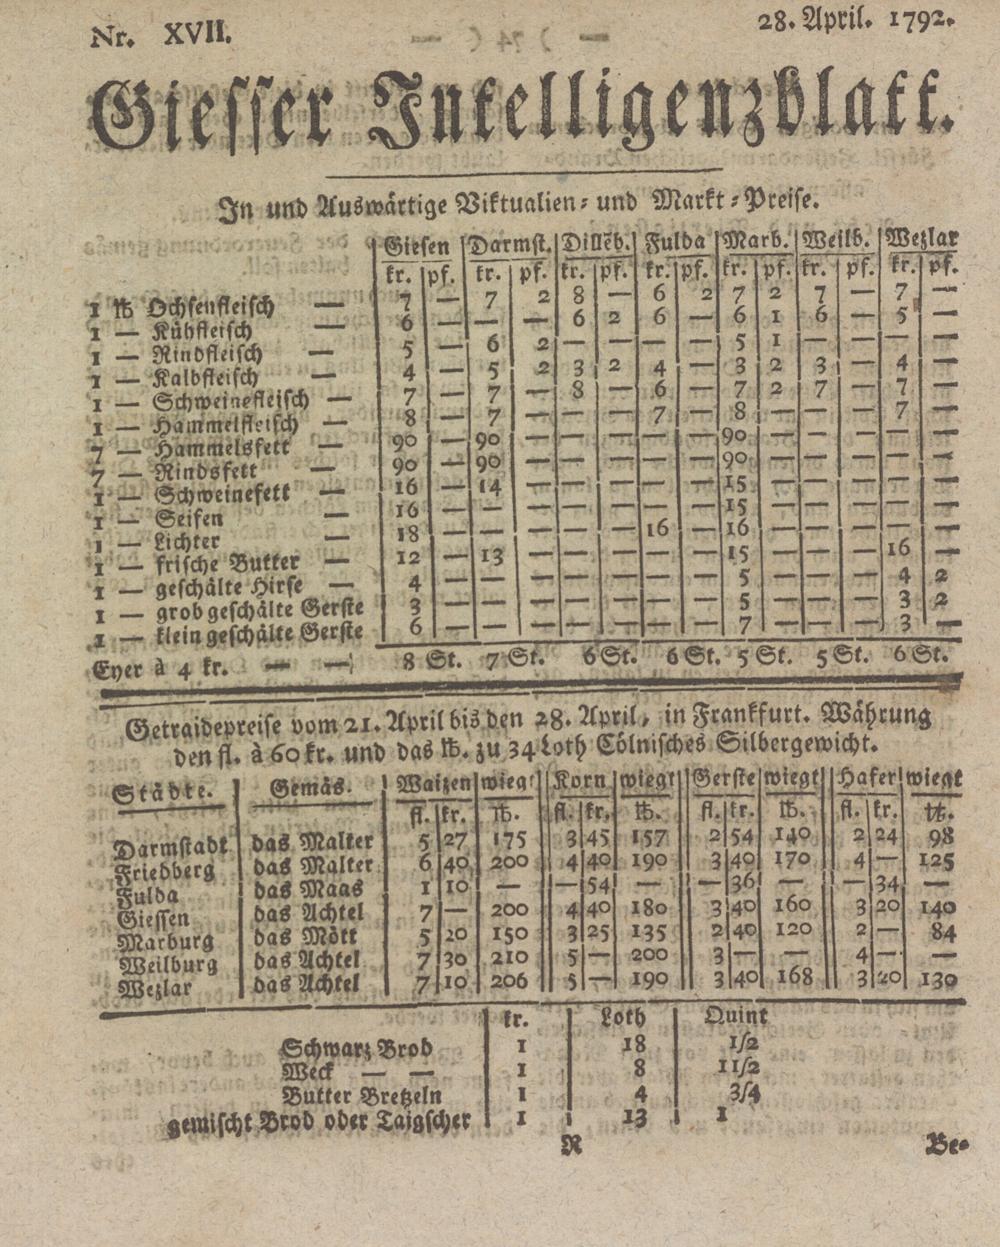 Nr. XVII. 28. April. 1792.
Giesser Intelligenzblatt.
In und Auswärtige Viktualien- und Markt-Preise.
Giesen Darmst. Dillēb. Fulda Marb. Weilb. Wezlar
kr. pf. kr. pf. kr. pf. kr. pf. kr. pf. kr. pf. kr. pf.
1 ℔ Ochsenfleisch — 7 — 7 2 8 — 6 2 7 2 7 — 7 —
1 — Kühfleisch — 6 — — — 6 2 6 — 6 1 6 — 5 —
1 — Rindfleisch — 5 — 6 2 — — — — 5 1 — — — —
1 — Kalbfleisch — 4 — 5 2 3 2 4 — 3 2 3 — 4 —
1 — Schweinefleisch — 7 — 7 — 8 — 6 — 7 2 7 — 7 —
1 — Hammelfleisch — 8 — 7 — — — 7 — 8 — — — 7 —
7 — Hammelsfett — 90 — 90 — — — — — 90 — — — — —
7 — Rindsfett — 90 — 90 — — — — — 90 — — — — —
1 — Schweinefett — 16 — 14 — — — — — 15 — — — — —
1 — Seifen — 16 — — — — — — — 15 — — — — —
1 — Lichter — 18 — — — — — 16 — 16 — — — — —
1 — frische Butter — 12 — 13 — — — — — 15 — — — 16 —
1 — geschälte Hirse — 4 — — — — — — — 5 — — — 4 2
1 — grob geschälte Gerste 3 — — — — — — — 5 — — — 3 2
1 — klein geschälte Gerste 6 — — — — — — — 7 — — — 3 —
Eyer à 4 kr. — — 8 St. 7 St. 6 St. 6 St. 5 St. 5 St. 6 St.
Getraidepreise vom 21. April bis den 28. April, in Frankfurt. Währung
den fl. à 60 kr. und das ℔. zu 34 Loth Cölnisches Silbergewicht.
Städte. Gemäs. Waizen wiegt Korn wiegt Gerste wiegt Hafer wiegt
fl. kr. ℔. fl. kr. ℔. fl. kr. ℔. fl. kr. ℔.
Darmstadt das Malter 5 27 175 3 45 157 2 54 140 2 24 98
Friedberg das Malter 6 40 200 4 40 190 3 40 170 4 — 125
Fulda das Maas 1 10 — — 54 — — 36 — — 34 —
Giessen das Achtel 7 — 200 4 40 180 3 40 160 3 20 140
Marburg das Mött 5 20 150 3 25 135 2 40 120 2 — 84
Weilburg das Achtel 7 30 210 5 — 200 3 — — 4 — —
Wezlar das Achtel 7 10 206 5 — 190 3 40 168 3 20 130
kr. Loth Quint
Schwarz Brod 1 18 1/2
Weck — — 1 8 1 1/2
Butter Bretzeln 1 4 3/4
gemischt Brod oder Taigscher 1 13 1
R Be-